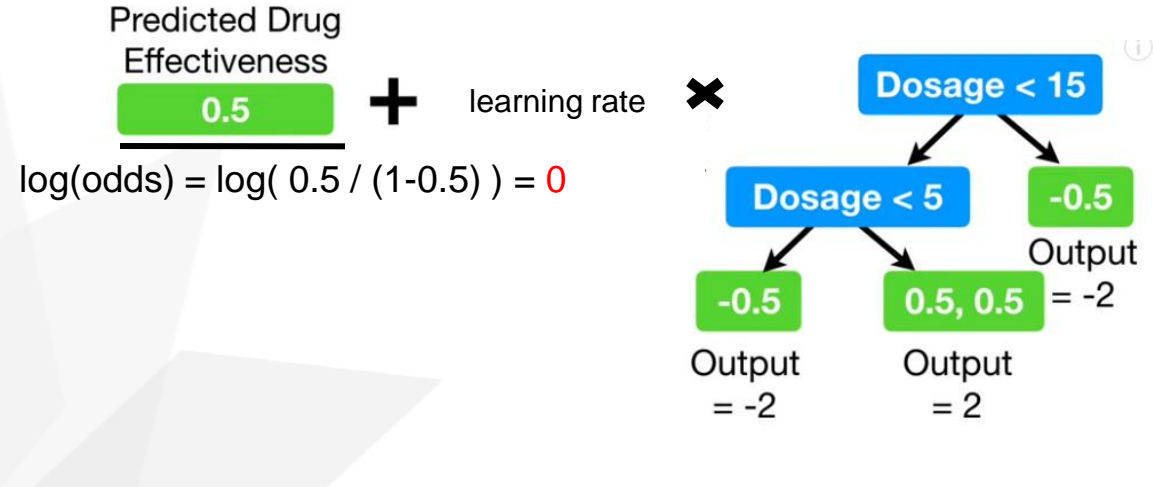 Predicted Drug
Effectiveness
0.5
+ learning rate ×
log(odds) = log( 0.5 / (1-0.5) ) = 0
Dosage < 15
Dosage < 5
-0.5
Output
= -2
-0.5
0.5, 0.5
Output
= -2
Output
= 2